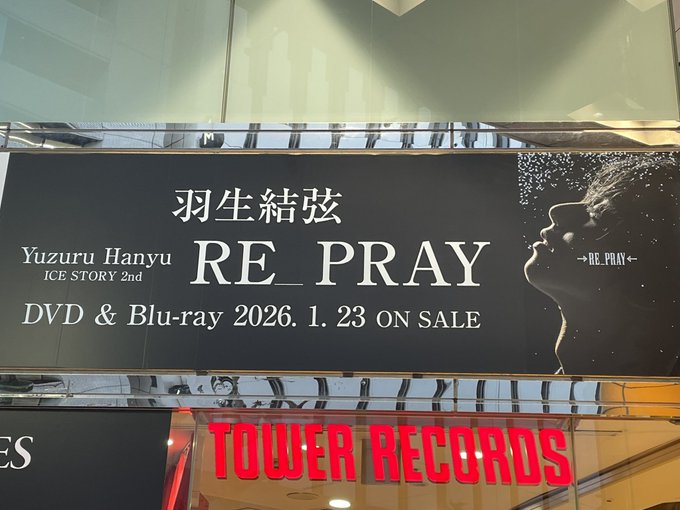 羽生結弦
Yuzuru Hanyu
ICE STORY 2nd
RE_PRAY
DVD & Blu-ray 2026. 1. 23 ON SALE
→RE_PRAY←
ES
TOWER RECORDS